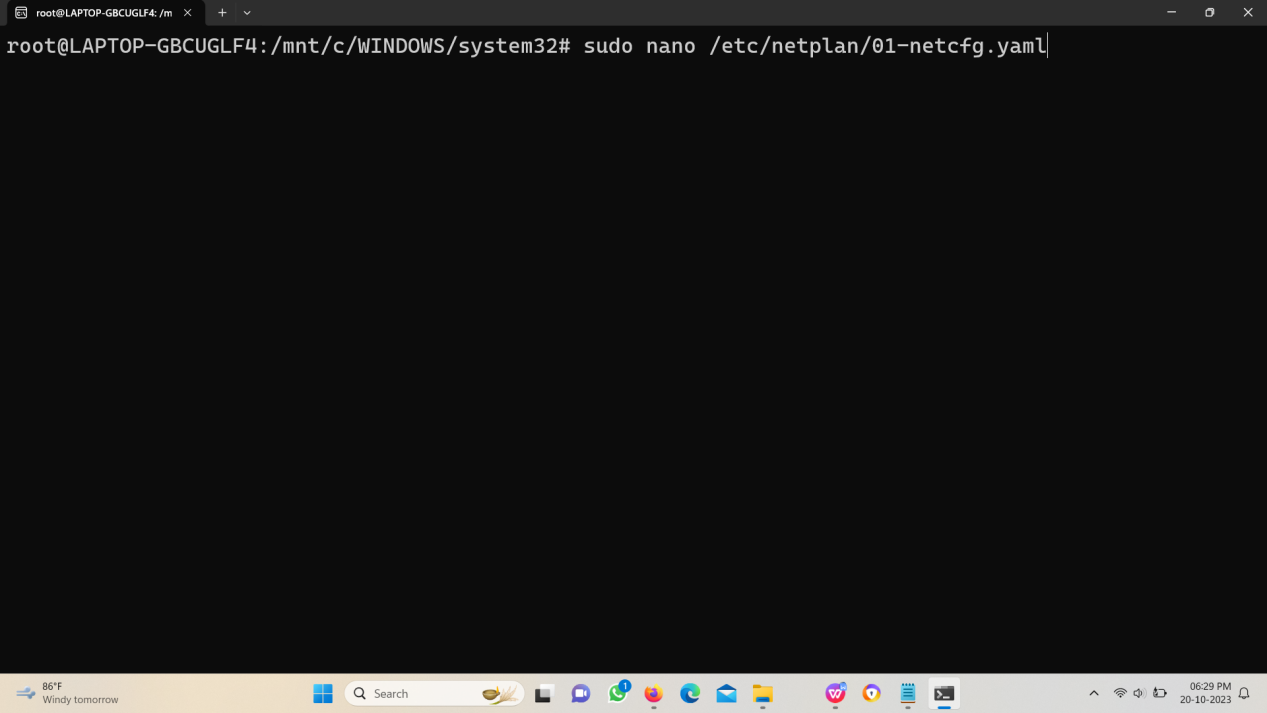 root@LAPTOP-GBCUGLF4: /m
root@LAPTOP-GBCUGLF4:/mnt/c/WINDOWS/system32# sudo nano /etc/netplan/01-netcfg.yaml
86°F
Windy tomorrow
Search
1
06:29 PM
20-10-2023